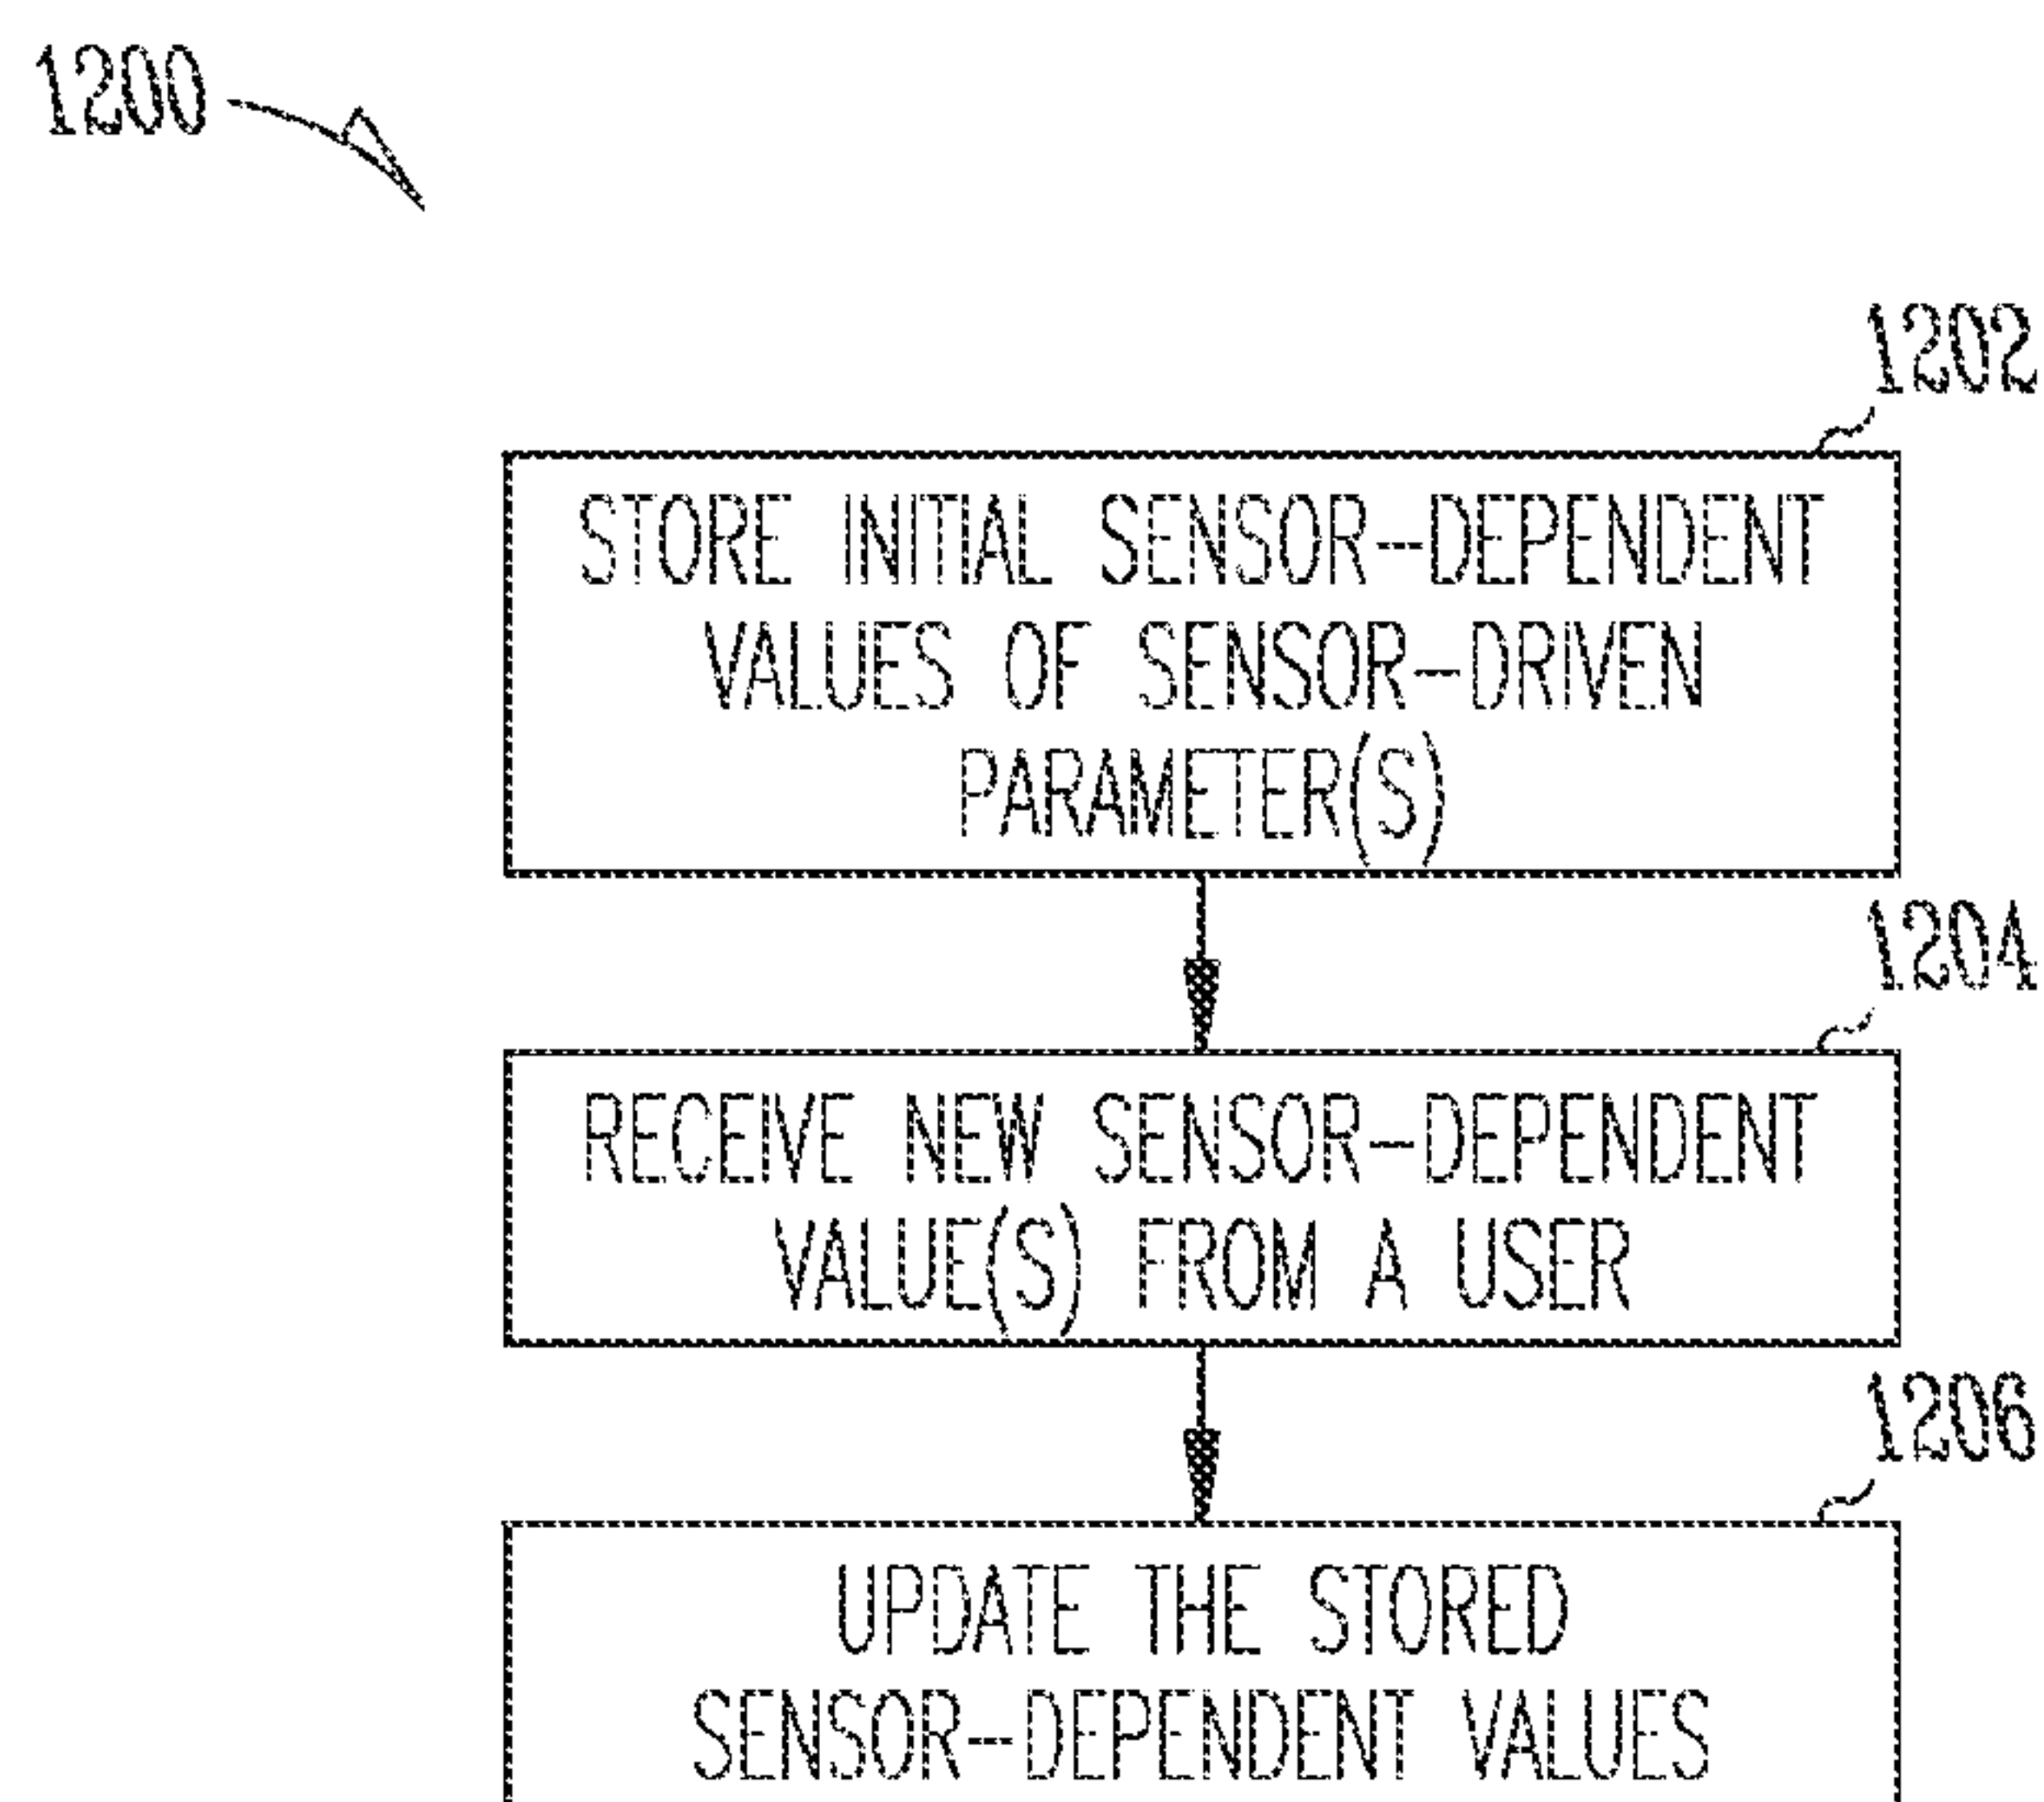 1200
1202
STORE INITIAL SENSOR-DEPENDENT
VALUES OF SENSOR-DRIVEN
PARAMETER(S)
1204
RECEIVE NEW SENSOR-DEPENDENT
VALUE(S) FROM A USER
1206
UPDATE THE STORED
SENSOR-DEPENDENT VALUES